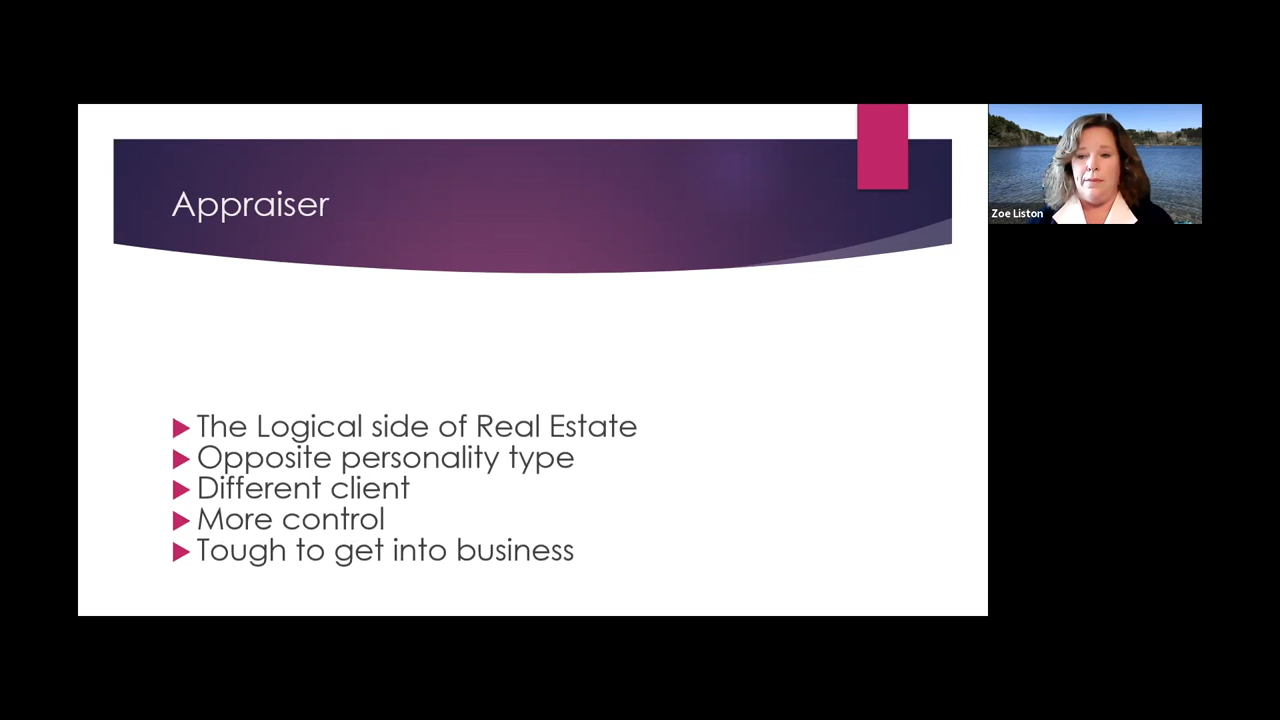 Appraiser
The Logical side of Real Estate
Opposite personality type
Different client
More control
Tough to get into business
Zoe Liston